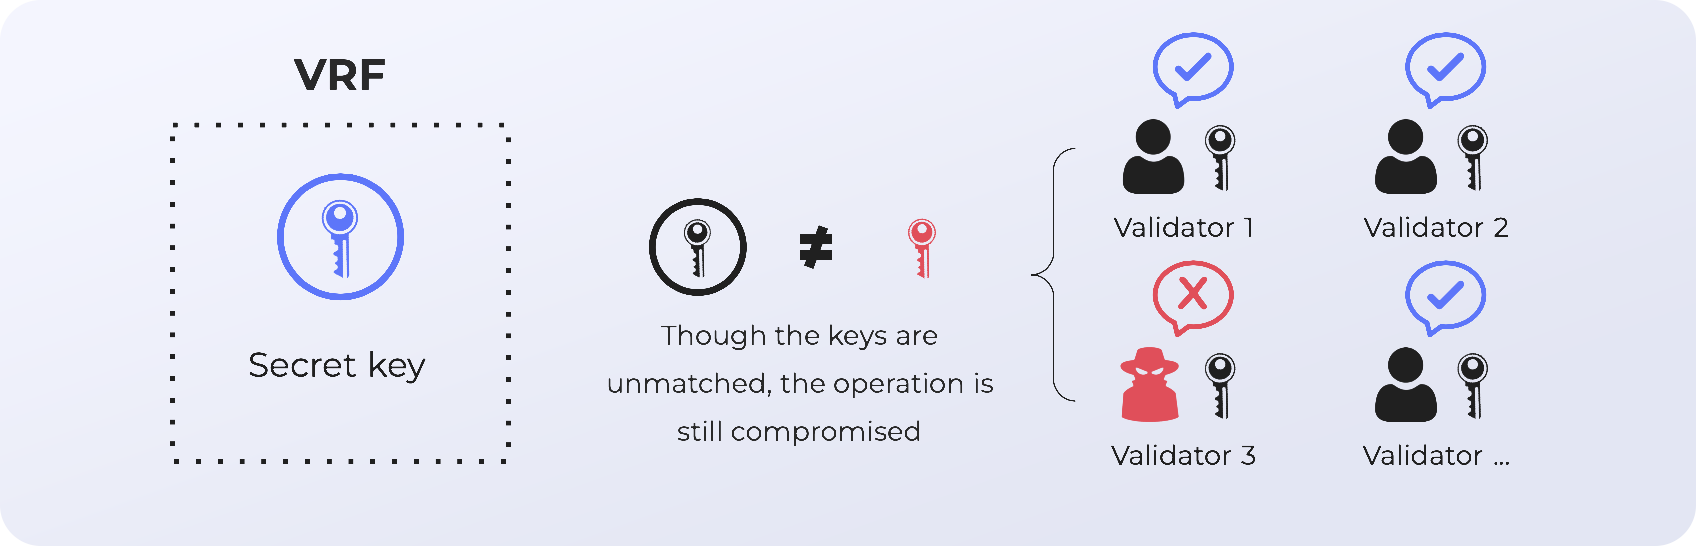 VRF
Secret key
≠
Though the keys are
unmatched, the operation is
still compromised
Validator 1
Validator 2
X
Validator 3
Validator ...